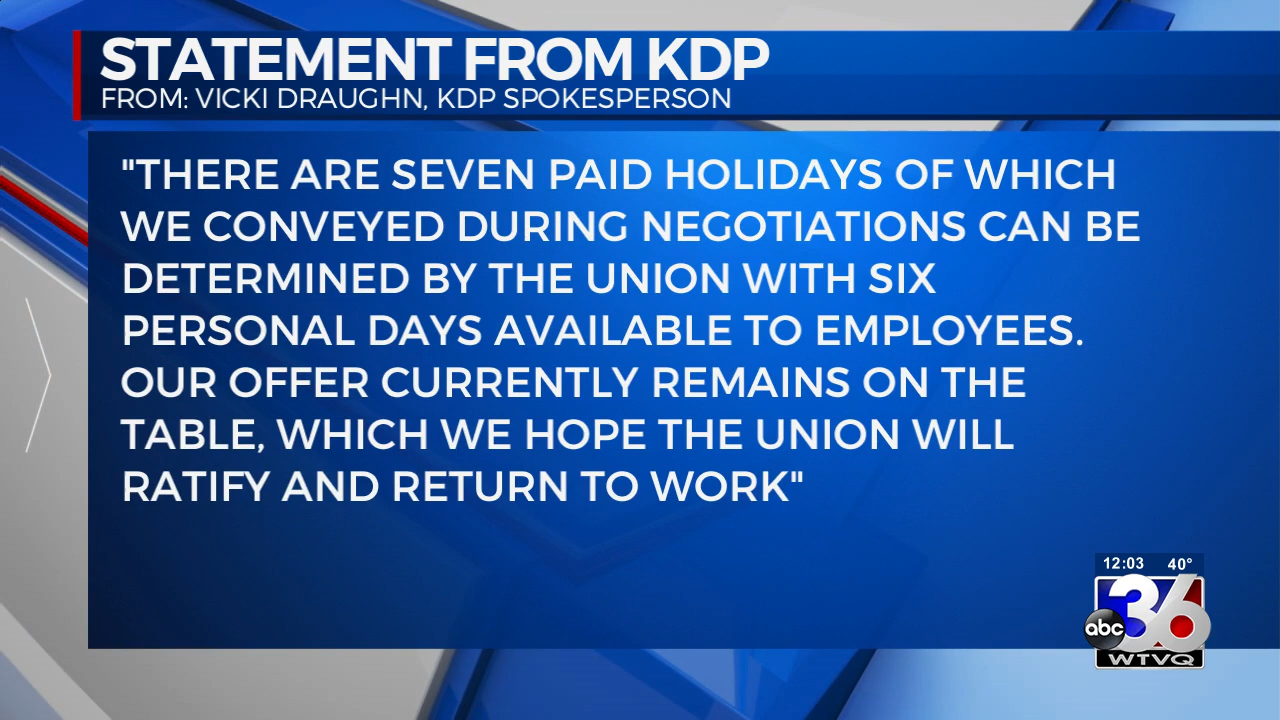 STATEMENT FROM KDP
FROM: VICKI DRAUGHN, KDP SPOKESPERSON
"THERE ARE SEVEN PAID HOLIDAYS OF WHICH
WE CONVEYED DURING NEGOTIATIONS CAN BE
DETERMINED BY THE UNION WITH SIX
PERSONAL DAYS AVAILABLE TO EMPLOYEES.
OUR OFFER CURRENTLY REMAINS ON THE
TABLE, WHICH WE HOPE THE UNION WILL
RATIFY AND RETURN TO WORK"
12:03 40°
abc 36
WTVQ